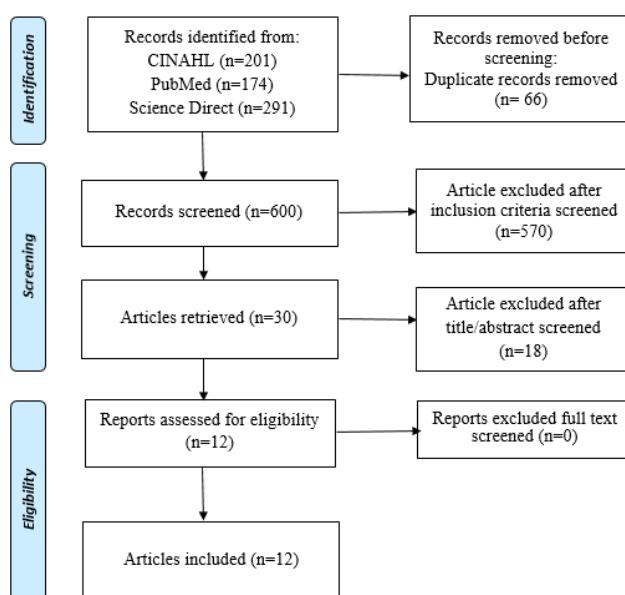 Identification
Records identified from:
CINAHL (n=201)
PubMed (n=174)
Science Direct (n=291)
Records removed before
screening:
Duplicate records removed
(n= 66)
Screening
Records screened (n=600)
Article excluded after
inclusion criteria screened
(n=570)
Articles retrieved (n=30)
Article excluded after
title/abstract screened
(n=18)
Eligibility
Reports assessed for eligibility
(n=12)
Reports excluded full text
screened (n=0)
Articles included (n=12)